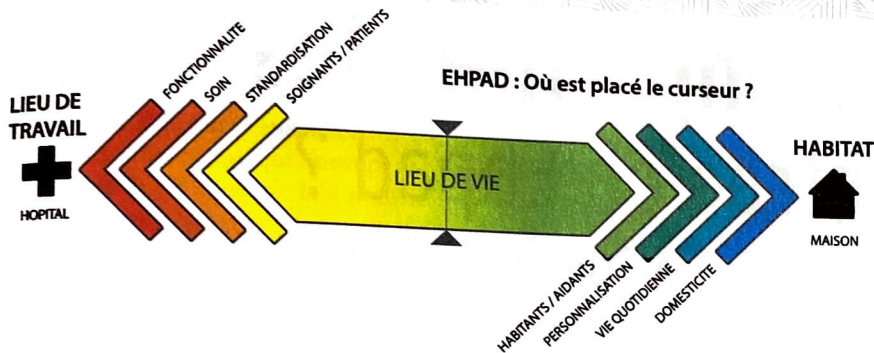 FONCTIONNALITE
SOIN
STANDARDISATION
SOIGNANTS / PATIENTS
EHPAD : Où est placé le curseur ?
LIEU DE
TRAVAIL
HOPITAL
LIEU DE VIE
HABITAT
MAISON
HABITANTS / AIDANTS
PERSONNALISATION
VIE QUOTIDIENNE
DOMESTICITE